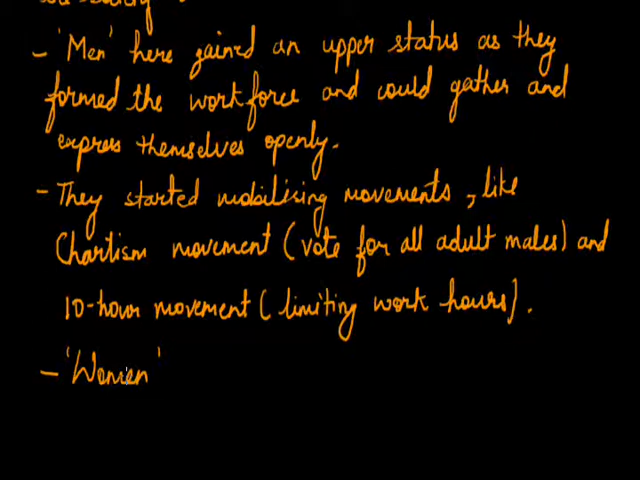 - 'Men' here gained an upper status as they
formed the workforce and could gather and
express themselves openly.
- They started mobilising movements, like
Chartism movement (vote for all adult males) and
10-hour movement (limiting work hours).
- 'Women'